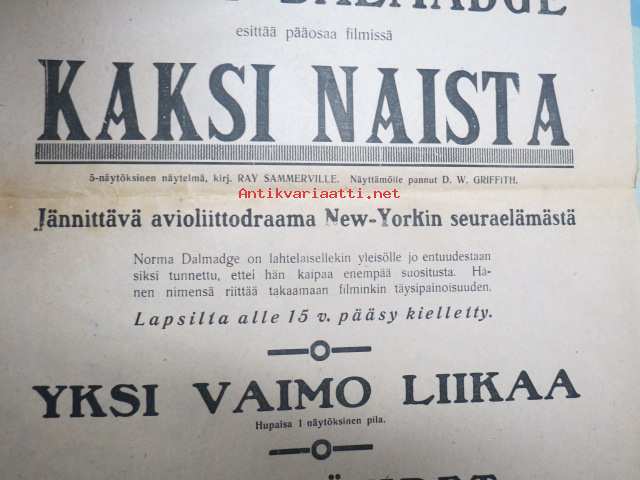 DALMADGE
esittää pääosaa filmissä
KAKSI NAISTA
5-näytöksinen näytelmä, kirj. RAY SAMMERVILLE. Näyttämölle pannut D. W. GRIFFITH.
Antikvariaatti.net
Jännittävä avioliittodraama New-Yorkin seuraelämästä
Norma Dalmadge on lahtelaisellekin yleisölle jo entuudestaan
siksi tunnettu, ettei hän kaipaa enempää suositusta. Hä-
nen nimensä riittää takaamaan filminkin täysipainoisuuden.
Lapsilta alle 15 v. pääsy kielletty.
YKSI VAIMO LIIKAA
Hupaisa 1 näytöksinen pila.